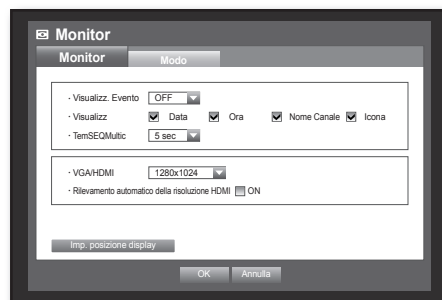 Monitor
Monitor Modo
· Visualizz. Evento OFF
· Visualizz Data Ora Nome Canale Icona
· TemSEQMultic 5 sec
· VGA/HDMI 1280x1024
· Rilevamento automatico della risoluzione HDMI ON
Imp. posizione display
OK Annulla